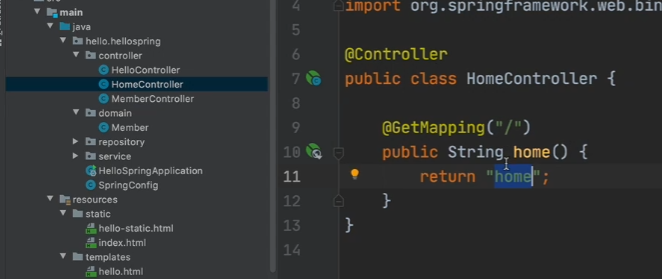 main
java
hello.hellospring
controller
HelloController
HomeController
MemberController
domain
Member
repository
service
HelloSpringApplication
SpringConfig
resources
static
hello-static.html
index.html
templates
hello.html
4 import org.springframework.web.bin
5
6 @Controller
7 public class HomeController {
8
9 @GetMapping("/")
10 public String home() {
11 return "home";
12 }
13 }
14